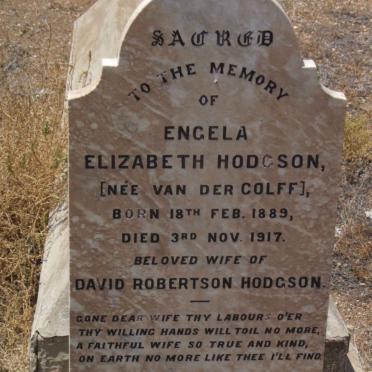 SACRED
TO THE MEMORY
OF
ENGELA
ELIZABETH HODGSON,
[NÉE VAN DER COLFF],
BORN 18TH FEB. 1889,
DIED 3RD NOV. 1917.
BELOVED WIFE OF
DAVID ROBERTSON HODGSON.
GONE DEAR WIFE THY LABOURS O'ER
THY WILLING HANDS WILL TOIL NO MORE,
A FAITHFUL WIFE SO TRUE AND KIND,
ON EARTH NO MORE LIKE THEE I'LL FIND.